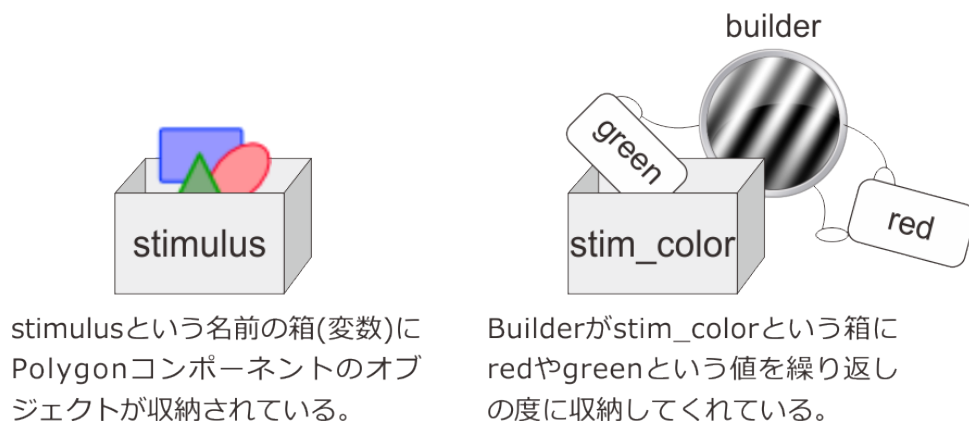 builder
green
red
stimulus
stim_color
stimulusという名前の箱(変数)に
Polygonコンポーネントのオブ
ジェクトが収納されている。
Builderがstim_colorという箱に
redやgreenという値を繰り返し
の度に収納してくれている。